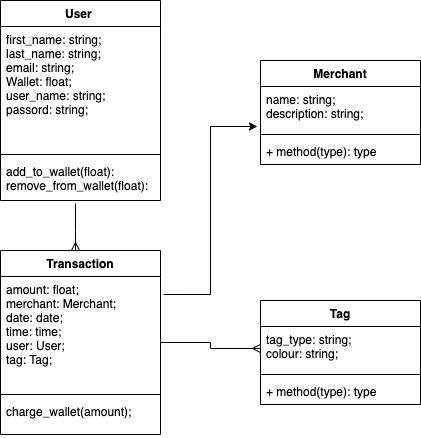 User
first_name: string;
last_name: string;
email: string;
Wallet: float;
user_name: string;
passord: string;
add_to_wallet(float):
remove_from_wallet(float):
Merchant
name: string;
description: string;
+ method(type): type
Transaction
amount: float;
merchant: Merchant;
date: date;
time: time;
user: User;
tag: Tag;
charge_wallet(amount);
Tag
tag_type: string;
colour: string;
+ method(type): type